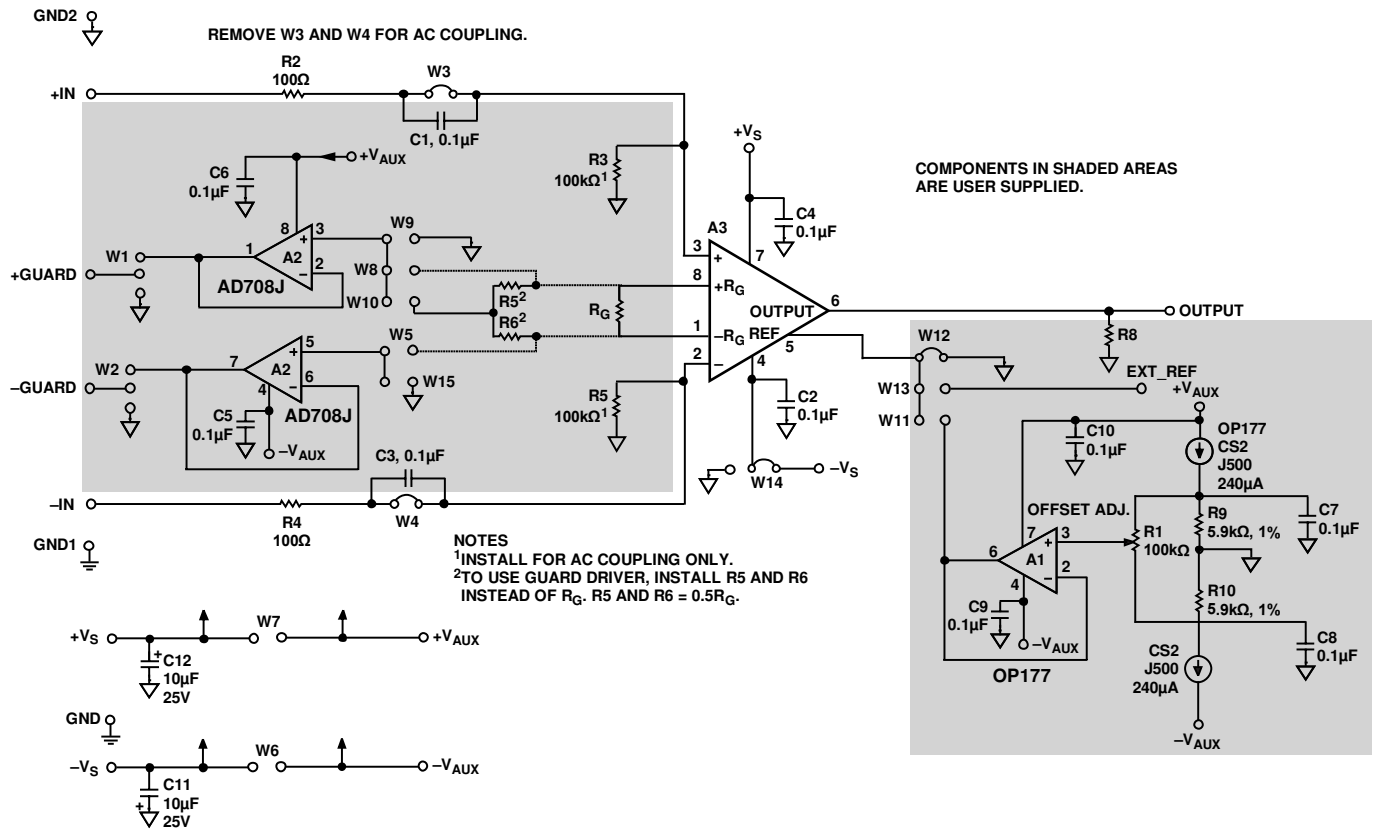 GND2
REMOVE W3 AND W4 FOR AC COUPLING.
R2
100Ω
W3
+IN
C1, 0.1µF
+VS
+VAUX
C6
0.1µF
R3
100kΩ1
COMPONENTS IN SHADED AREAS
ARE USER SUPPLIED.
C4
0.1µF
A3
7
8
3
+
A2
1
2
–
W9
W1
+GUARD
AD708J
W8
W10
R5²
R6²
RG
3
+
8
+RG
1
–RG
2
–
OUTPUT
REF
6
5
4
OUTPUT
R8
W2
–GUARD
7
A2
5
+
6
–
4
AD708J
W5
W15
C5
0.1µF
–VAUX
R5
100kΩ1
C2
0.1µF
W14
–VS
C3, 0.1µF
–IN
R4
100Ω
W4
GND1
W12
W13
W11
EXT_REF
+VAUX
C10
0.1µF
OP177
CS2
J500
240µA
OFFSET ADJ.
R1
100kΩ
R9
5.9kΩ, 1%
C7
0.1µF
7
6
3
+
A1
2
–
4
C9
0.1µF
–VAUX
OP177
R10
5.9kΩ, 1%
C8
0.1µF
CS2
J500
240µA
–VAUX
NOTES
1INSTALL FOR AC COUPLING ONLY.
2TO USE GUARD DRIVER, INSTALL R5 AND R6
INSTEAD OF RG. R5 AND R6 = 0.5RG.
+VS
W7
+VAUX
+
C12
10µF
25V
GND
–VS
W6
–VAUX
+
C11
10µF
25V